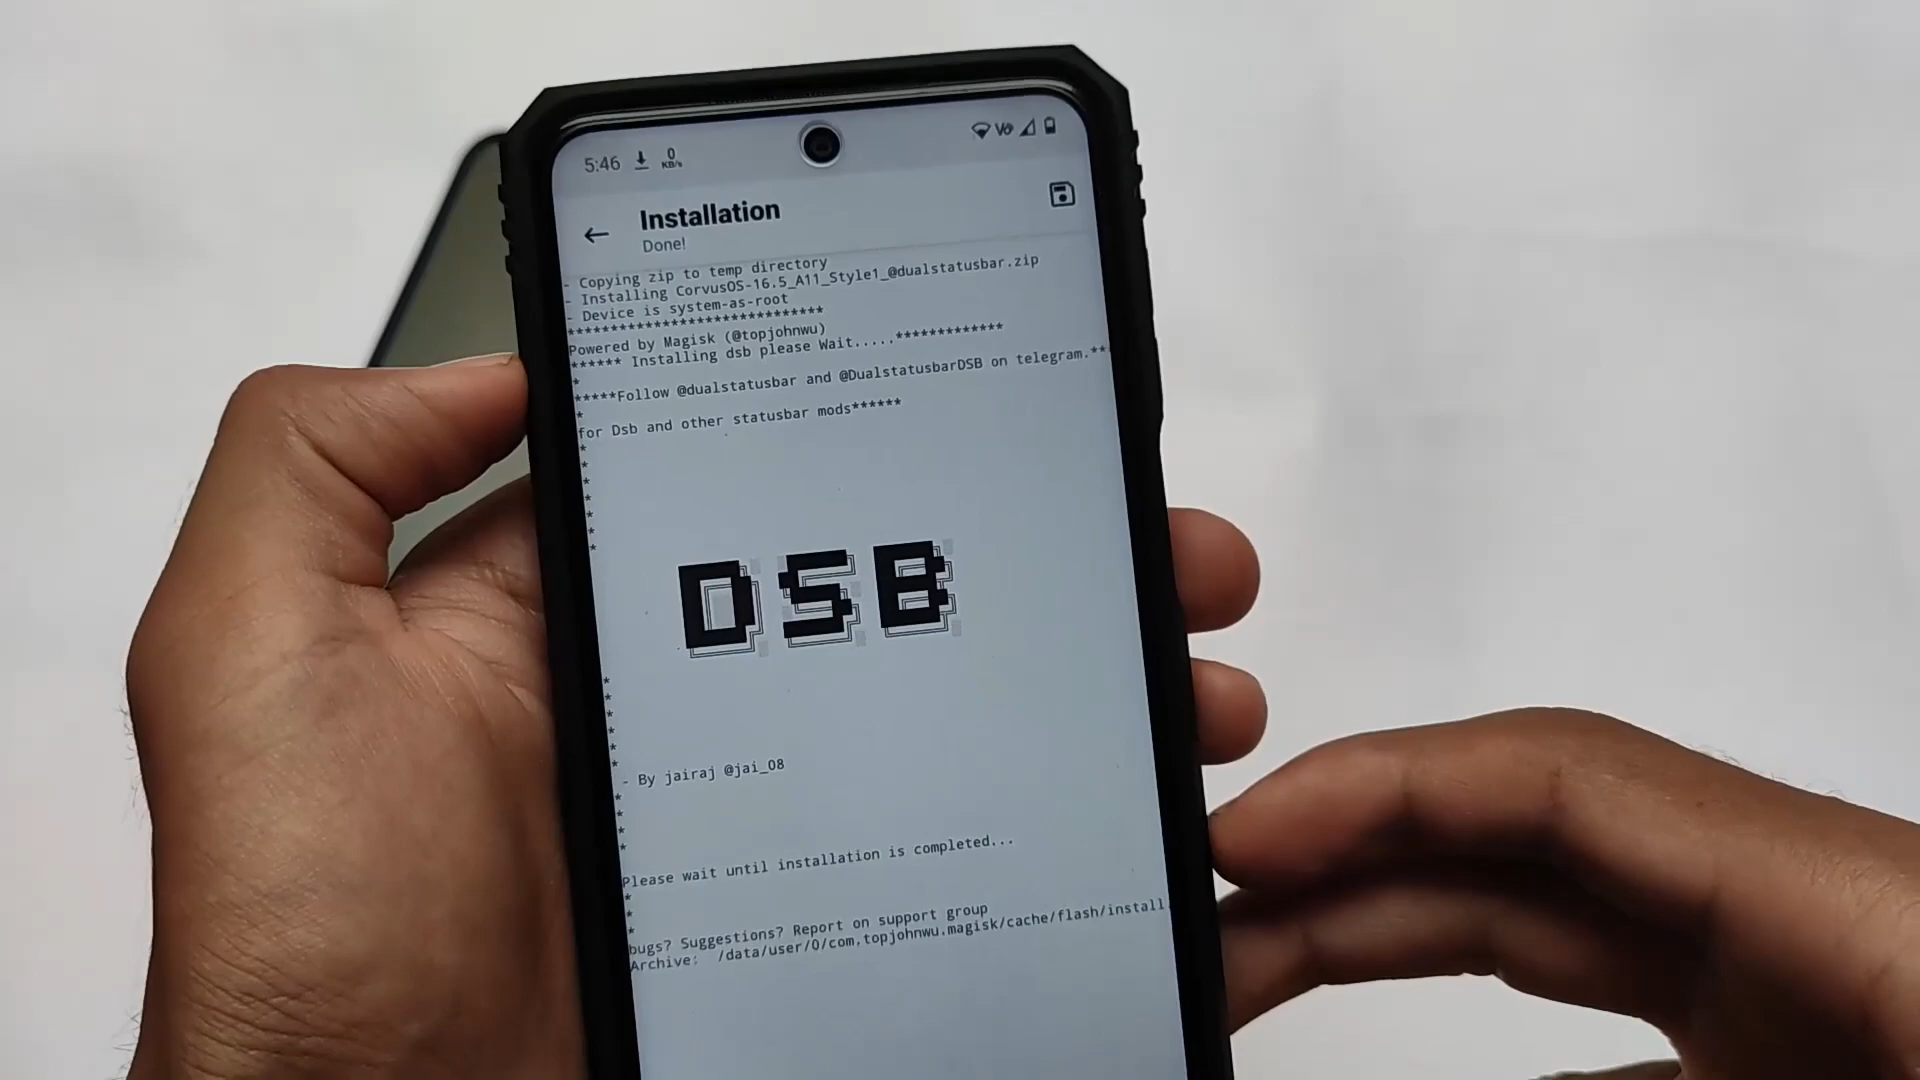 5:46 0 KB/s Vo
Installation
Done!
- Copying zip to temp directory
- Installing CorvusOS-16.5_A11_Style1_@dualstatusbar.zip
- Device is system-as-root
******************************
Powered by Magisk (@topjohnwu)
****** Installing dsb please Wait.....*************
*
*****Follow @dualstatusbar and @DualstatusbarDSB on telegram.**
*
for Dsb and other statusbar mods******
*
*
*
*
*
*
*
DSB
*
*
*
*
*
*
- By jairaj @jai_08
*
*
*
*
Please wait until installation is completed...
*
*
*
bugs? Suggestions? Report on support group
Archive: /data/user/0/com.topjohnwu.magisk/cache/flash/install.